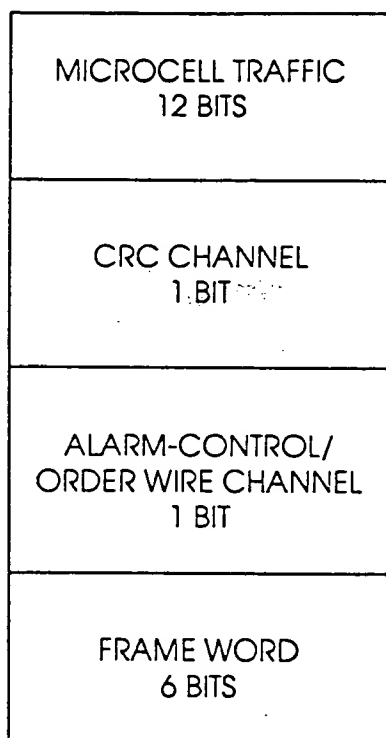 MICROCELL TRAFFIC
12 BITS
CRC CHANNEL
1 BIT
ALARM-CONTROL/
ORDER WIRE CHANNEL
1 BIT
FRAME WORD
6 BITS